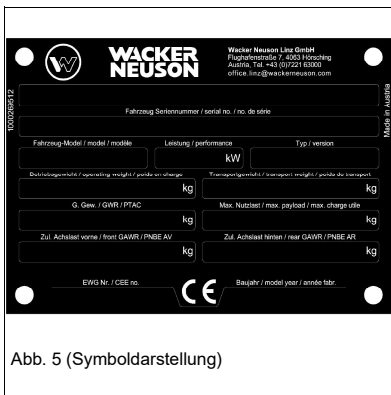 WACKER
NEUSON
Wacker Neuson Linz GmbH
Flughafenstraße 7, 4063 Hörsching
Austria, Tel. +43 (0)7221 63000
office.linz@wackerneuson.com
1000269512
Made in Austria
Fahrzeug Seriennummer / serial no. / no. de série
Fahrzeug-Model / model / modèle
Leistung / performance
Typ / version
kW
Betriebsgewicht / operating weight / poids en charge
Transportgewicht / transport weight / poids de transport
kg
kg
G. Gew. / GWR / PTAC
Max. Nutzlast / max. payload / max. charge utile
kg
kg
Zul. Achslast vorne / front GAWR / PNBE AV
Zul. Achslast hinten / rear GAWR / PNBE AR
kg
kg
EWG Nr. / CEE no.
CE
Baujahr / model year / année fabr.
Abb. 5 (Symboldarstellung)